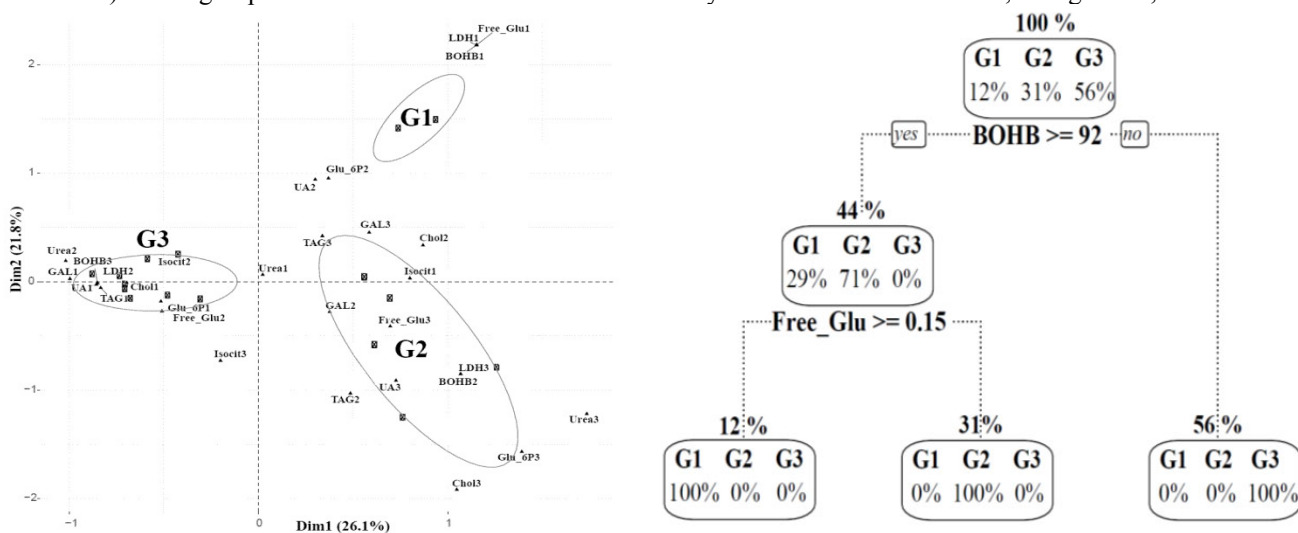 Free_Glu1
LDH1
BOHB1
2
G1
1
Glu_6P2
UA2
GAL3
TAG3
Chol2
G3
Urea2
BOHB3
Isocit2
LDH2
GAL1
Urea1
Isocit1
0
UA1
Chol1
TAG1
Glu_6P1
Free_Glu2
GAL2
Free_Glu3
G2
Isocit3
LDH3
BOHB2
UA3
TAG2
-1
Urea3
Glu_6P3
Chol3
-2
Dim2 (21.8%)
-1
0
1
Dim1 (26.1%)
100 %
G1 G2 G3
12% 31% 56%
yes BOHB >= 92 no
44 %
G1 G2 G3
29% 71% 0%
Free_Glu >= 0.15
12 % 31% 56 %
G1 G2 G3 G1 G2 G3 G1 G2 G3
100% 0% 0% 0% 100% 0% 0% 0% 100%